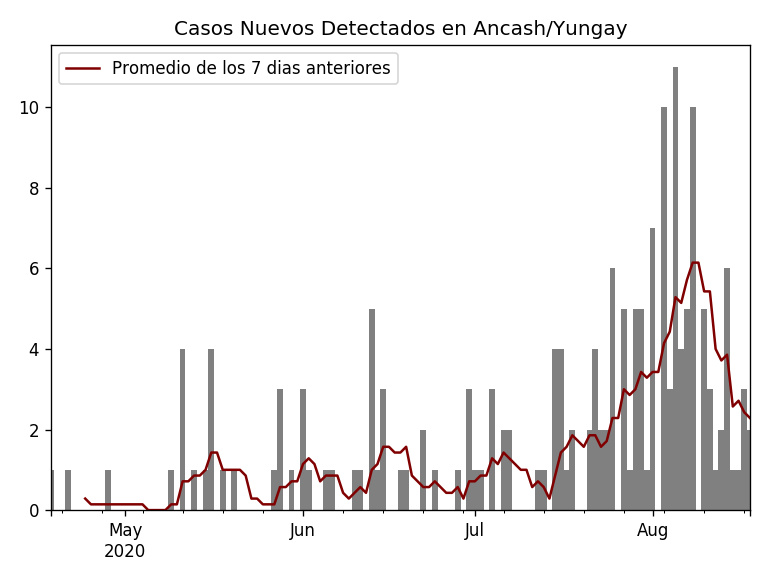 Casos Nuevos Detectados en Ancash/Yungay
Promedio de los 7 dias anteriores
10
8
6
4
2
0
May
2020
Jun
Jul
Aug